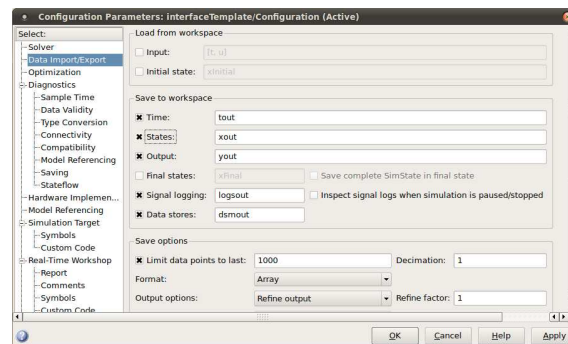 Configuration Parameters: interfaceTemplate/Configuration (Active)
Select:
Solver
Data Import/Export
Optimization
Diagnostics
Sample Time
Data Validity
Type Conversion
Connectivity
Compatibility
Model Referencing
Saving
Stateflow
Hardware Implemen...
Model Referencing
Simulation Target
Symbols
Custom Code
Real-Time Workshop
Report
Comments
Symbols
Custom Code
Load from workspace
Input: [t, u]
Initial state: xInitial
Save to workspace
Time: tout
States: xout
Output: yout
Final states: xFinal Save complete SimState in final state
Signal logging: logsout Inspect signal logs when simulation is paused/stopped
Data stores: dsmout
Save options
Limit data points to last: 1000 Decimation: 1
Format: Array
Output options: Refine output Refine factor: 1
OK Cancel Help Apply